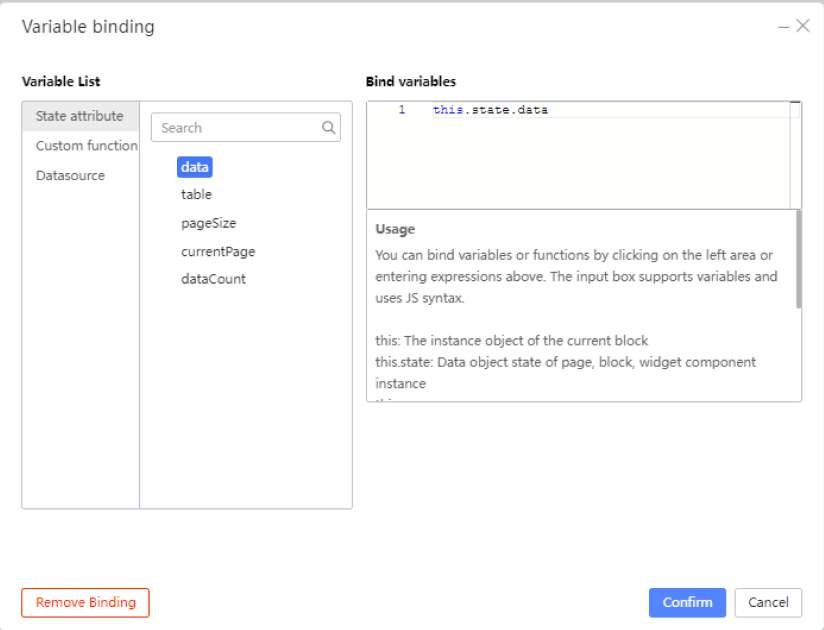 Variable binding
Variable List
Bind variables
State attribute
Custom function
Datasource
Search
data
table
pageSize
currentPage
dataCount
1 this.state.data
Usage
You can bind variables or functions by clicking on the left area or
entering expressions above. The input box supports variables and
uses JS syntax.
this: The instance object of the current block
this.state: Data object state of page, block, widget component
instance
Remove Binding
Confirm
Cancel